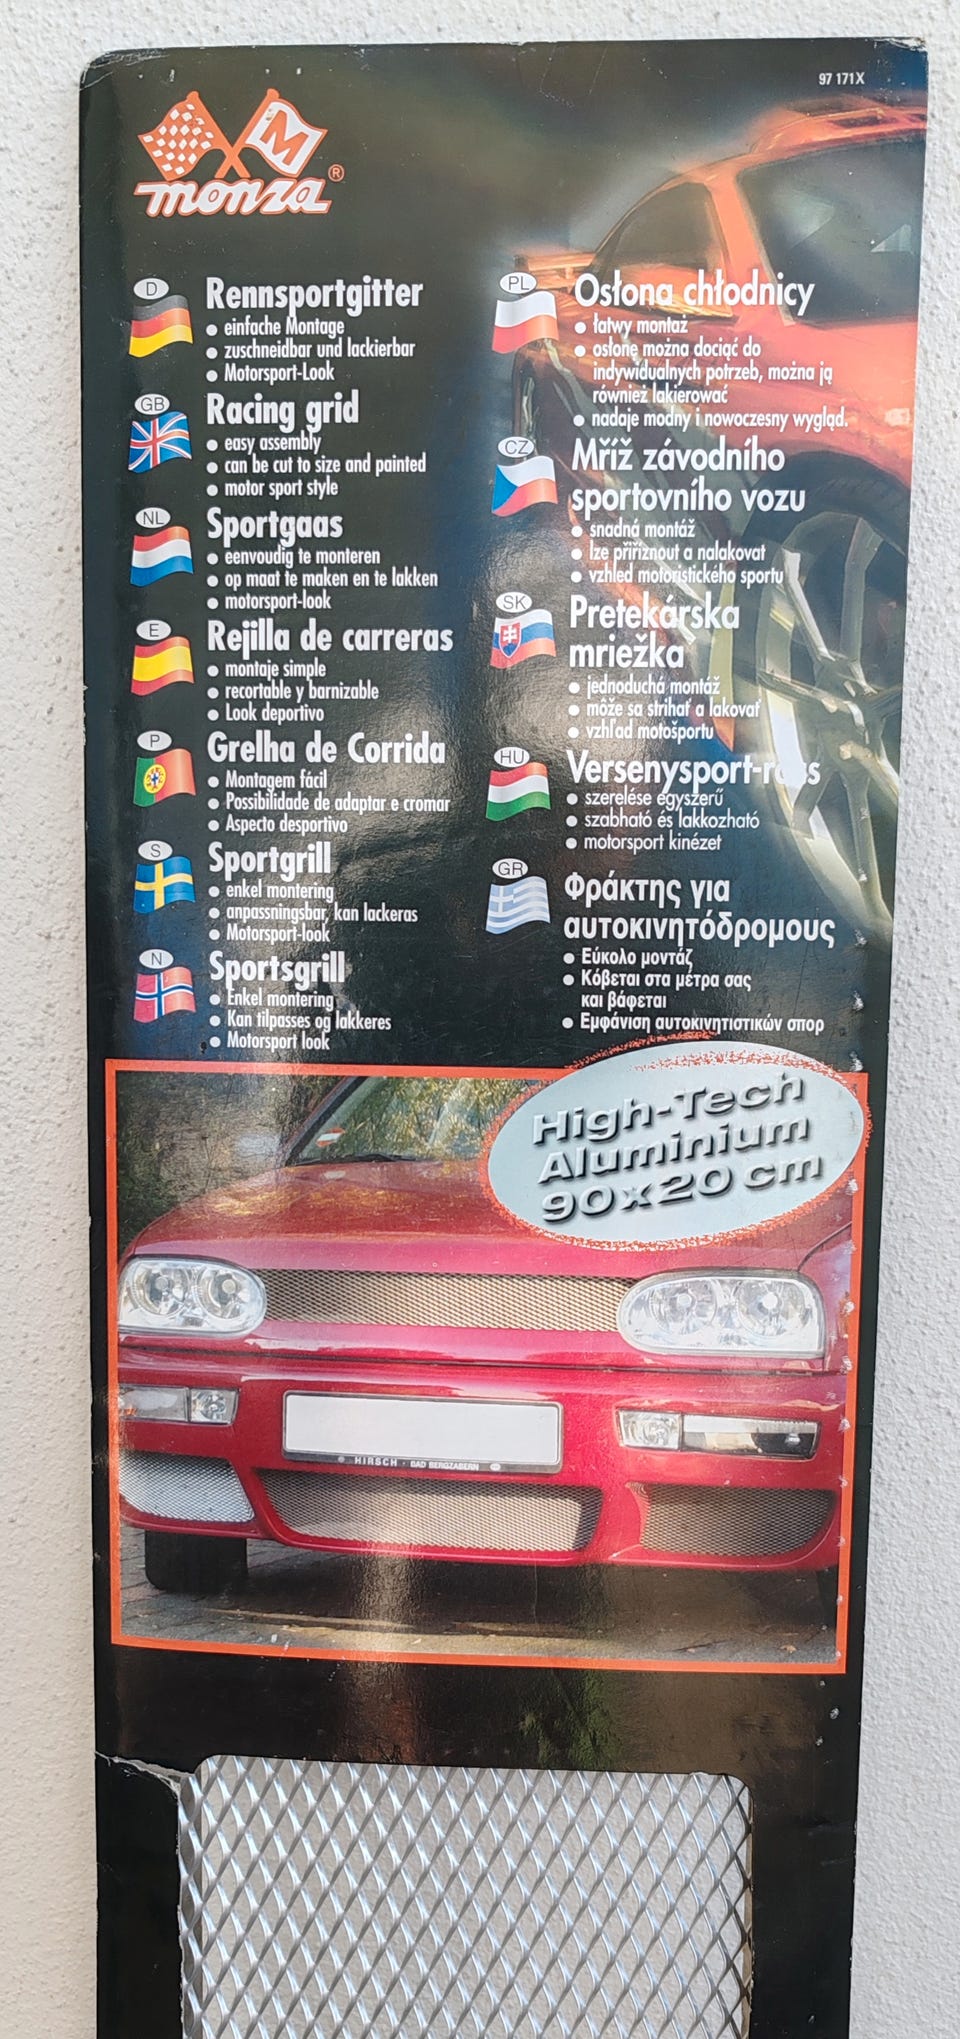 97 171 X
M
monza ®
D
Rennsportgitter
● einfache Montage
● zuschneidbar und lackierbar
● Motorsport-Look
GB
Racing grid
● easy assembly
● can be cut to size and painted
● motor sport style
NL
Sportgaas
● eenvoudig te monteren
● op maat te maken en te lakken
● motorsport-look
E
Rejilla de carreras
● montaje simple
● recortable y barnizable
● Look deportivo
P
Grelha de Corrida
● Montagem fácil
● Possibilidade de adaptar e cromar
● Aspecto desportivo
S
Sportgrill
● enkel montering
● anpassningsbar, kan lackeras
● Motorsport-look
N
Sportsgrill
● Enkel montering
● Kan tilpasses og lakkeres
● Motorsport look
PL
Osłona chłodnicy
● łatwy montaż
● osłonę można dociąć do
indywidualnych potrzeb, można ją
również lakierować
● nadaje modny i nowoczesny wygląd.
CZ
Mříž závodního
sportovního vozu
● snadná montáž
● lze přiříznout a nalakovat
● vzhled motoristického sportu
SK
Pretekárska
mriežka
● jednoduchá montáž
● môže sa strihať a lakovať
● vzhľad motošportu
HU
Versenysport-rács
● szerelése egyszerű
● szabható és lakkozható
● motorsport kinézet
GR
Φράκτης για
αυτοκινητόδρομους
● Εύκολο μοντάζ
● Κόβεται στα μέτρα σας
και βάφεται
● Εμφάνιση αυτοκινητιστικών σπορ
High-Tech
Aluminium
90 x 20 cm
HIRSCH · BAD BERGZABERN